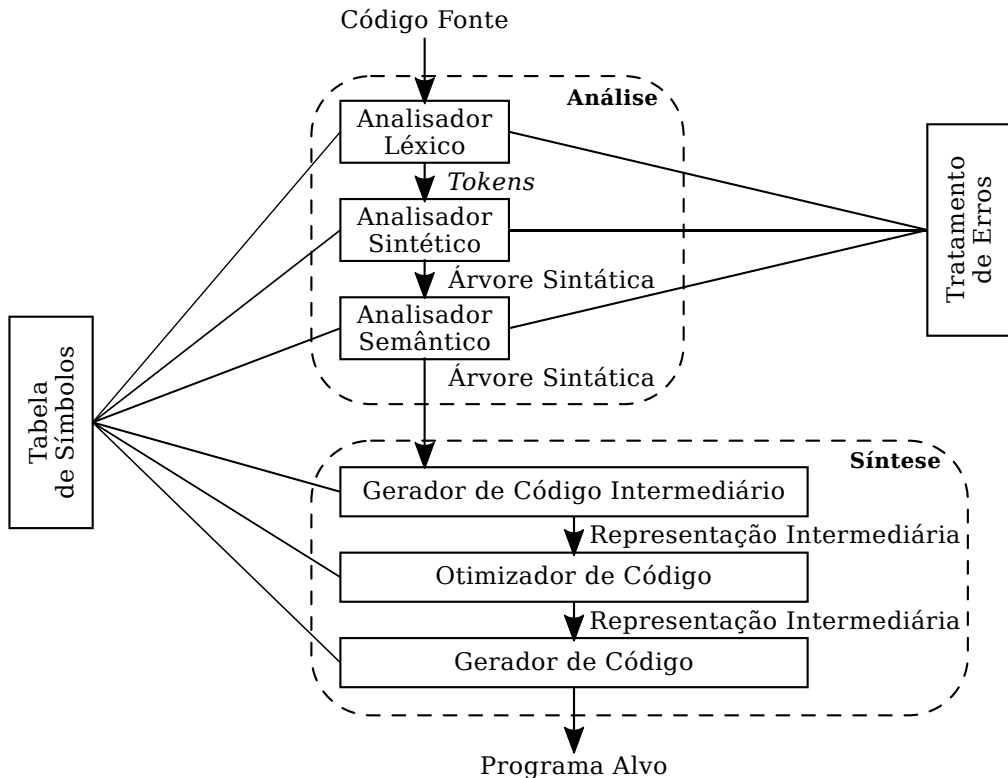 Código Fonte
Análise
Analisador
Léxico
Tokens
Analisador
Sintético
Árvore Sintática
Analisador
Semântico
Árvore Sintática
Tratamento
de Erros
Tabela
de Símbolos
Síntese
Gerador de Código Intermediário
Representação Intermediária
Otimizador de Código
Representação Intermediária
Gerador de Código
Programa Alvo